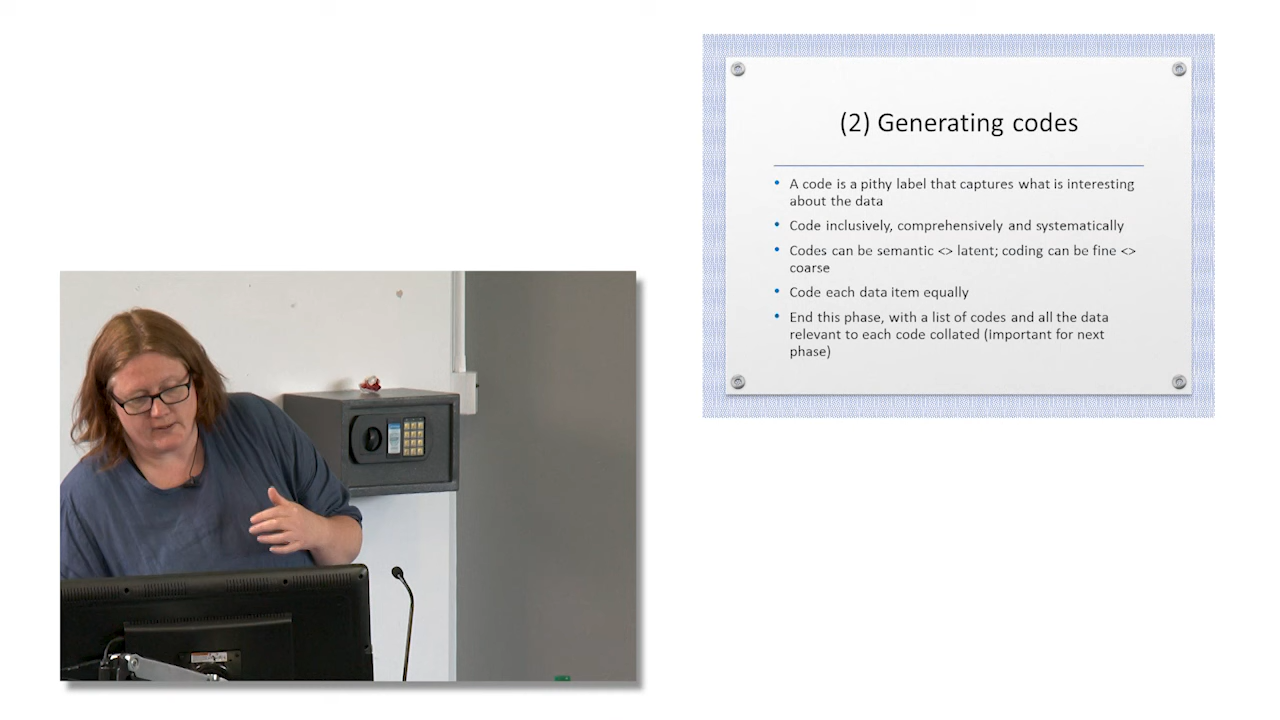 (2) Generating codes
• A code is a pithy label that captures what is interesting
about the data
• Code inclusively, comprehensively and systematically
• Codes can be semantic <> latent; coding can be fine <>
coarse
• Code each data item equally
• End this phase, with a list of codes and all the data
relevant to each code collated (important for next
phase)